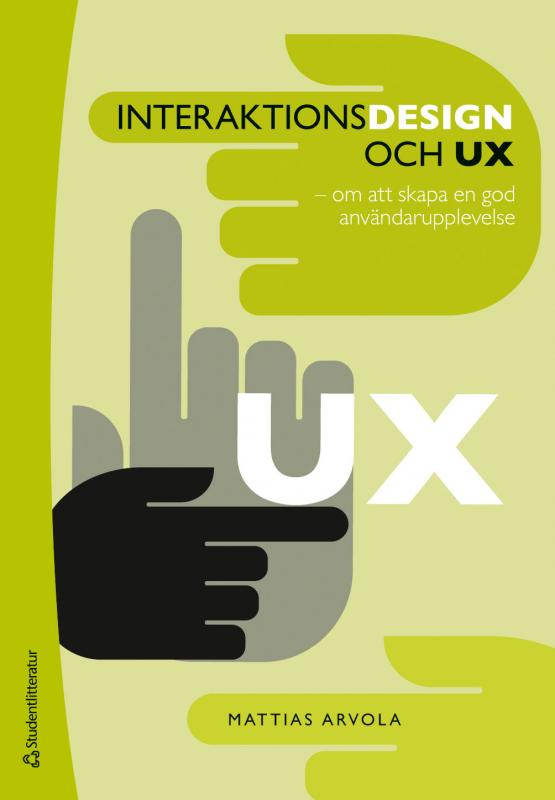 INTERAKTIONSDESIGN
OCH UX
– om att skapa en god
användarupplevelse
UX
MATTIAS ARVOLA
Studentlitteratur